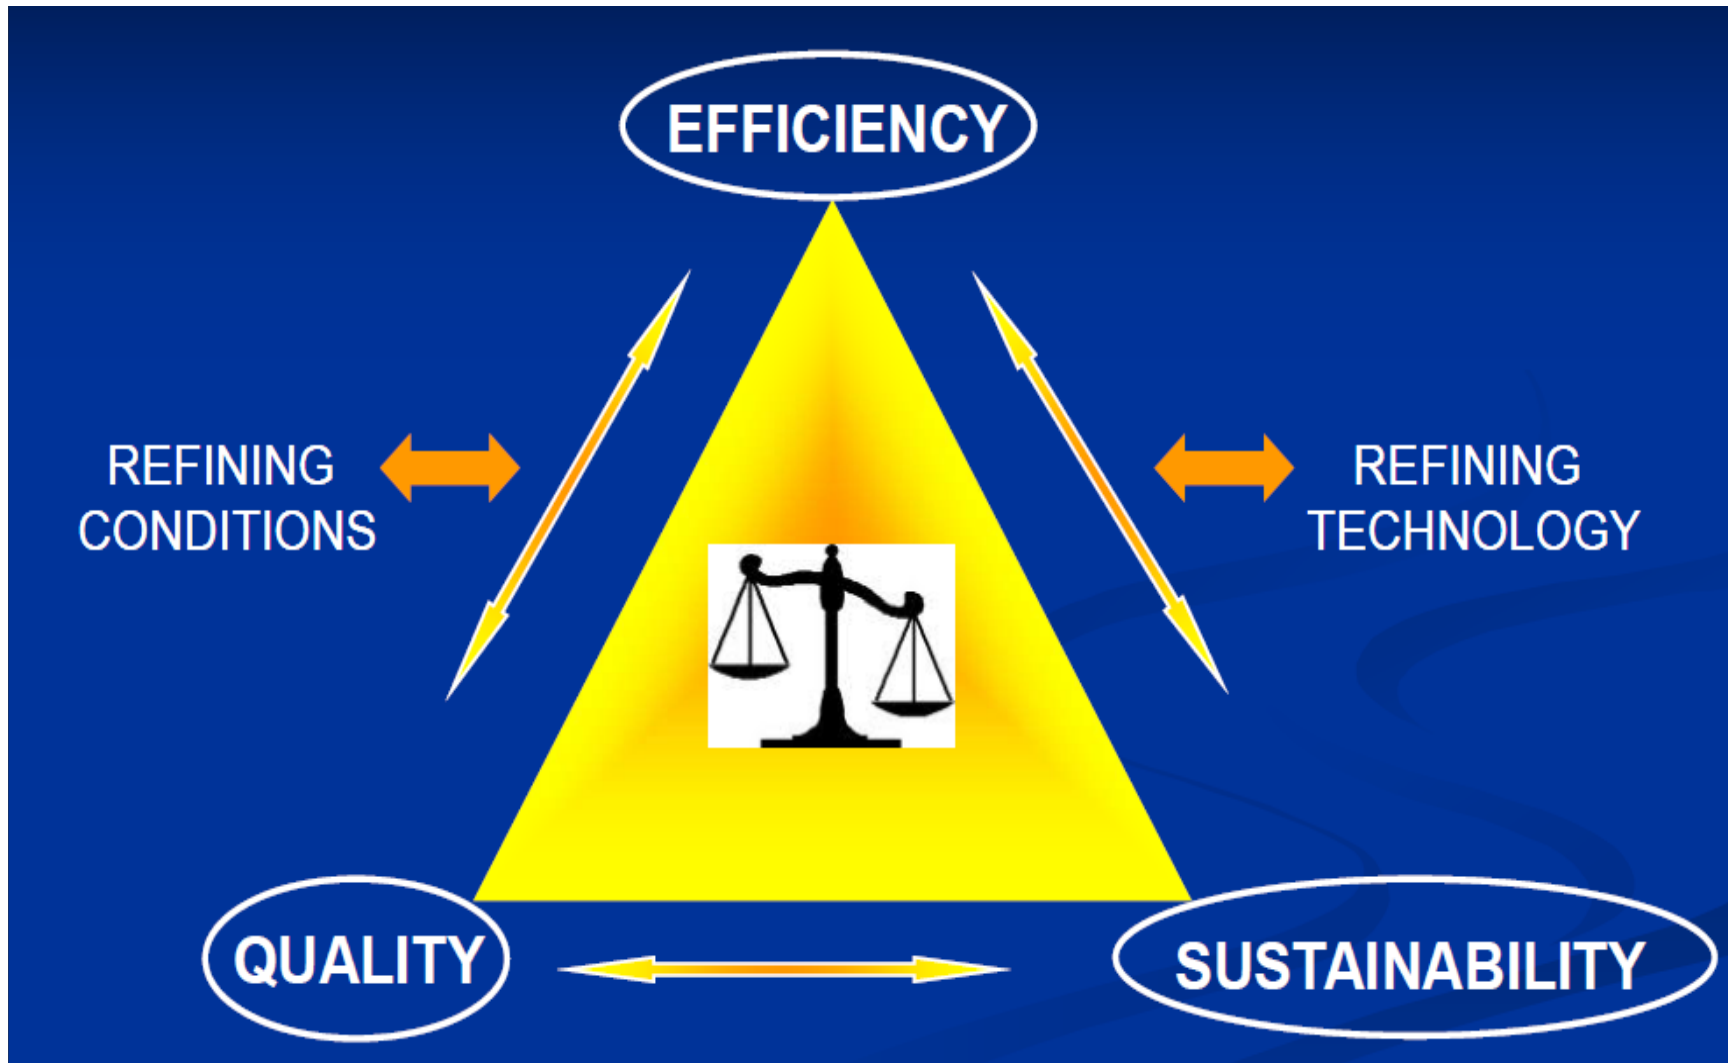 EFFICIENCY
REFINING
CONDITIONS
REFINING
TECHNOLOGY
QUALITY
SUSTAINABILITY